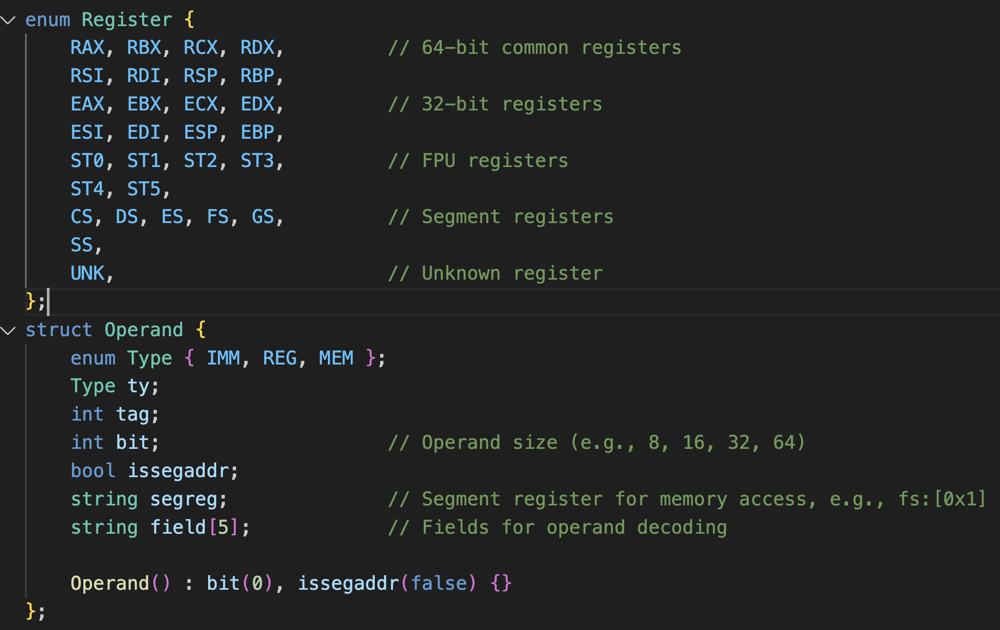 enum Register {
    RAX, RBX, RCX, RDX,         // 64-bit common registers
    RSI, RDI, RSP, RBP,
    EAX, EBX, ECX, EDX,         // 32-bit registers
    ESI, EDI, ESP, EBP,
    ST0, ST1, ST2, ST3,         // FPU registers
    ST4, ST5,
    CS, DS, ES, FS, GS,         // Segment registers
    SS,
    UNK,                        // Unknown register
};
struct Operand {
    enum Type { IMM, REG, MEM };
    Type ty;
    int tag;
    int bit;                    // Operand size (e.g., 8, 16, 32, 64)
    bool issegaddr;
    string segreg;              // Segment register for memory access, e.g., fs:[0x1]
    string field[5];            // Fields for operand decoding

    Operand() : bit(0), issegaddr(false) {}
};